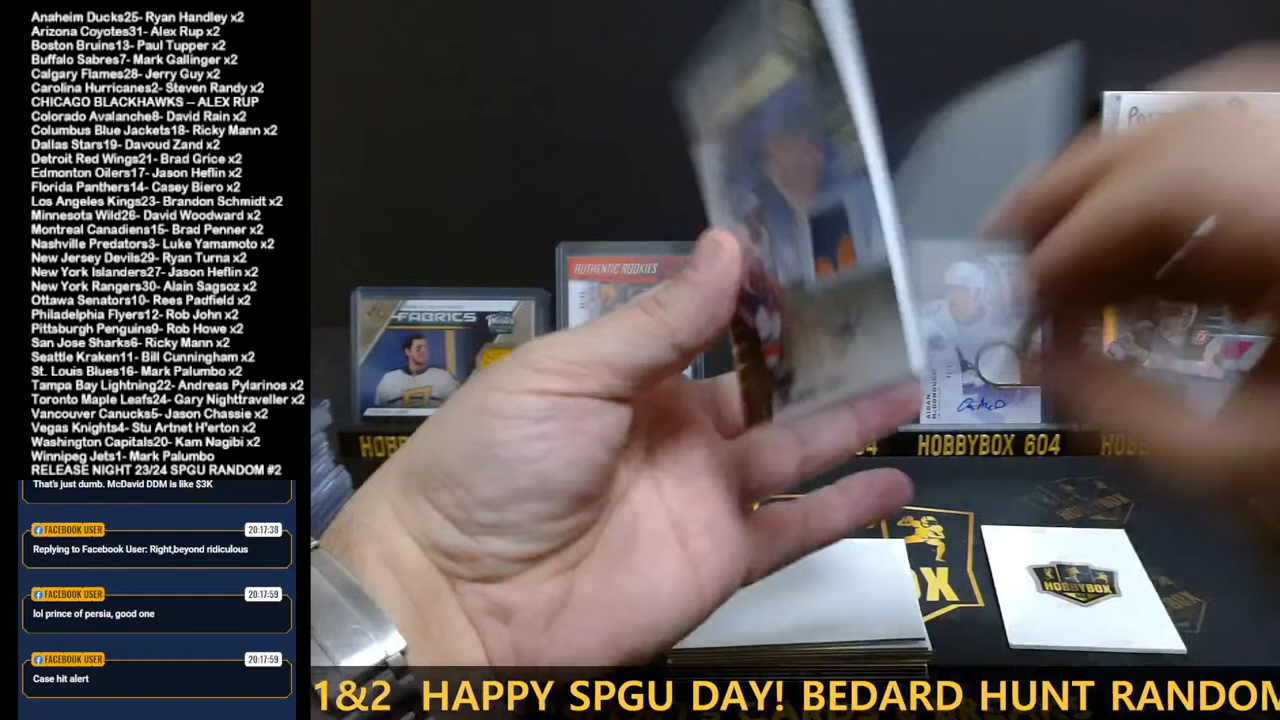 Anaheim Ducks25- Ryan Handley x2
Arizona Coyotes31- Alex Rup x2
Boston Bruins13- Paul Tupper x2
Buffalo Sabres7- Mark Gallinger x2
Calgary Flames28- Jerry Guy x2
Carolina Hurricanes2- Steven Randy x2
CHICAGO BLACKHAWKS -- ALEX RUP
Colorado Avalanche8- David Rain x2
Columbus Blue Jackets18- Ricky Mann x2
Dallas Stars19- Davoud Zand x2
Detroit Red Wings21- Brad Grice x2
Edmonton Oilers17- Jason Heflin x2
Florida Panthers14- Casey Biero x2
Los Angeles Kings23- Brandon Schmidt x2
Minnesota Wild26- David Woodward x2
Montreal Canadiens15- Brad Penner x2
Nashville Predators3- Luke Yamamoto x2
New Jersey Devils29- Ryan Turna x2
New York Islanders27- Jason Heflin x2
New York Rangers30- Alain Sagsoz x2
Ottawa Senators10- Rees Padfield x2
Philadelphia Flyers12- Rob John x2
Pittsburgh Penguins9- Rob Howe x2
San Jose Sharks6- Ricky Mann x2
Seattle Kraken11- Bill Cunningham x2
St. Louis Blues16- Mark Palumbo x2
Tampa Bay Lightning22- Andreas Pylarinos x2
Toronto Maple Leafs24- Gary Nighttraveller x2
Vancouver Canucks5- Jason Chassie x2
Vegas Knights4- Stu Artnet H'erton x2
Washington Capitals20- Kam Nagibi x2
Winnipeg Jets1- Mark Palumbo
RELEASE NIGHT 23/24 SPGU RANDOM #2
That's just dumb. McDavid DDM is like $3K
FACEBOOK USER 20:17:38
Replying to Facebook User: Right,beyond ridiculous
FACEBOOK USER 20:17:59
lol prince of persia, good one
FACEBOOK USER 20:17:59
Case hit alert
FABRICS
AUTHENTIC ROOKIES
AIDAN MCDONOUGH
HOBBYBOX 604
HOBBYBOX
1&2 HAPPY SPGU DAY! BEDARD HUNT RANDOM